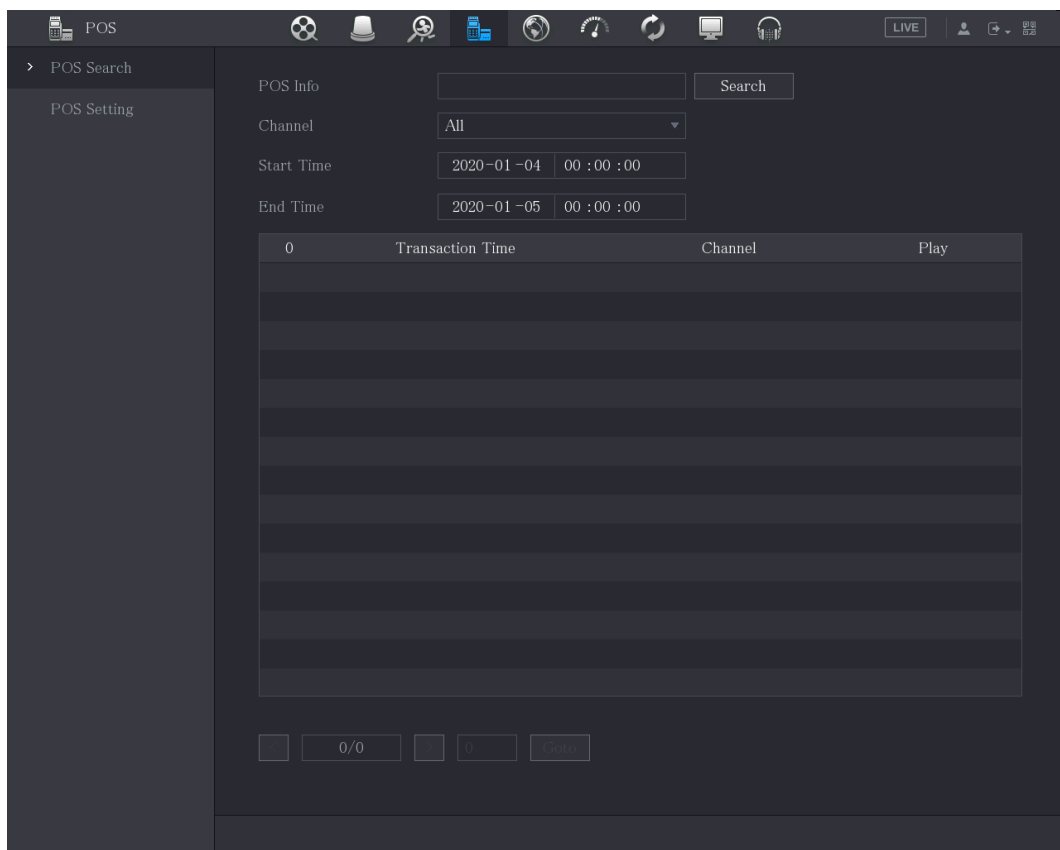 POS
LIVE
POS Search
POS Setting
POS Info
Search
Channel
All
Start Time
2020-01-04 00:00:00
End Time
2020-01-05 00:00:00
0 Transaction Time Channel Play
0/0
0
Goto